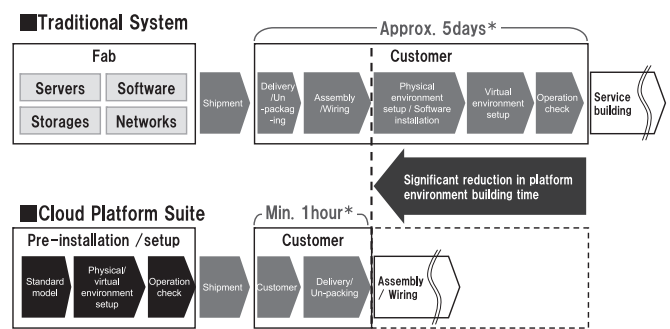 ■Traditional System
Approx. 5days*
Fab
Customer
Servers
Software
Storages
Networks
Shipment
Delivery
/Un
-packag
-ing
Assembly
/Wiring
Physical
environment
setup / Software
installation
Virtual
environment
setup
Operation
check
Service
building
Significant reduction in platform
environment building time
■Cloud Platform Suite
Min. 1hour*
Pre-installation /setup
Customer
Standard
model
Physical/
virtual
environment
setup
Operation
check
Shipment
Customer
Delivery/
Un-packing
Assembly
/ Wiring